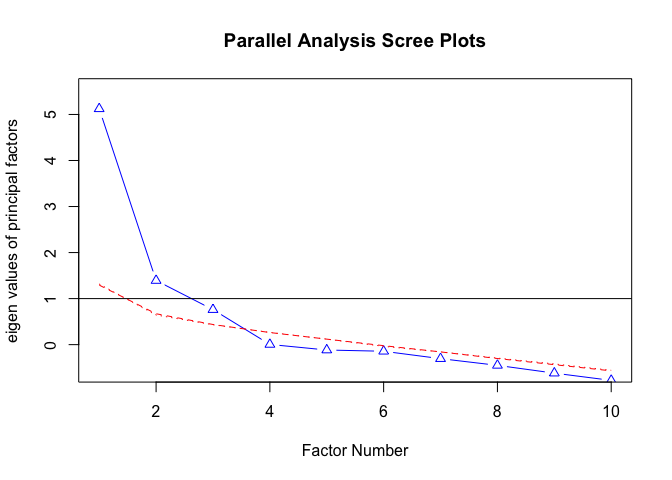 Parallel Analysis Scree Plots
eigen values of principal factors
5
4
3
2
1
0
2 4 6 8 10
Factor Number